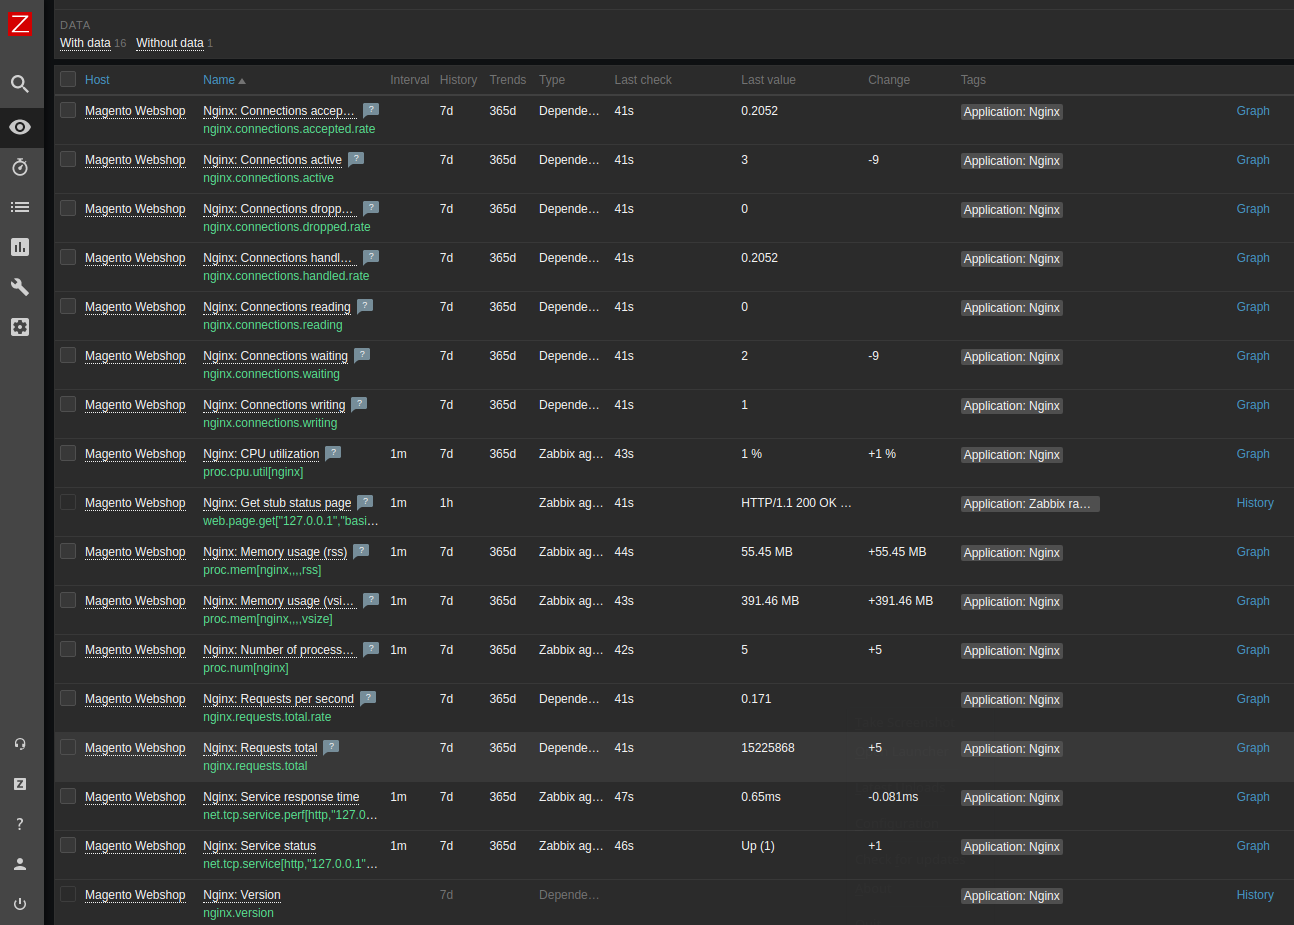 Z
DATA
With data 16 Without data 1
Host Name Interval History Trends Type Last check Last value Change Tags
Magento Webshop Nginx: Connections accep… ? 7d 365d Depende… 41s 0.2052 Application: Nginx Graph
nginx.connections.accepted.rate
Magento Webshop Nginx: Connections active ? 7d 365d Depende… 41s 3 -9 Application: Nginx Graph
nginx.connections.active
Magento Webshop Nginx: Connections dropp… ? 7d 365d Depende… 41s 0 Application: Nginx Graph
nginx.connections.dropped.rate
Magento Webshop Nginx: Connections handl… ? 7d 365d Depende… 41s 0.2052 Application: Nginx Graph
nginx.connections.handled.rate
Magento Webshop Nginx: Connections reading ? 7d 365d Depende… 41s 0 Application: Nginx Graph
nginx.connections.reading
Magento Webshop Nginx: Connections waiting ? 7d 365d Depende… 41s 2 -9 Application: Nginx Graph
nginx.connections.waiting
Magento Webshop Nginx: Connections writing ? 7d 365d Depende… 41s 1 Application: Nginx Graph
nginx.connections.writing
Magento Webshop Nginx: CPU utilization ? 1m 7d 365d Zabbix ag… 43s 1 % +1 % Application: Nginx Graph
proc.cpu.util[nginx]
Magento Webshop Nginx: Get stub status page ? 1m 1h Zabbix ag… 41s HTTP/1.1 200 OK … Application: Zabbix ra… History
web.page.get["127.0.0.1","basi…
Magento Webshop Nginx: Memory usage (rss) ? 1m 7d 365d Zabbix ag… 44s 55.45 MB +55.45 MB Application: Nginx Graph
proc.mem[nginx,,,,rss]
Magento Webshop Nginx: Memory usage (vsi… ? 1m 7d 365d Zabbix ag… 43s 391.46 MB +391.46 MB Application: Nginx Graph
proc.mem[nginx,,,,vsize]
Magento Webshop Nginx: Number of process… ? 1m 7d 365d Zabbix ag… 42s 5 +5 Application: Nginx Graph
proc.num[nginx]
Magento Webshop Nginx: Requests per second ? 7d 365d Depende… 41s 0.171 Application: Nginx Graph
nginx.requests.total.rate
Magento Webshop Nginx: Requests total ? 7d 365d Depende… 41s 15225868 +5 Application: Nginx Graph
nginx.requests.total
Magento Webshop Nginx: Service response time 1m 7d 365d Zabbix ag… 47s 0.65ms -0.081ms Application: Nginx Graph
net.tcp.service.perf[http,"127.0…
Magento Webshop Nginx: Service status 1m 7d 365d Zabbix ag… 46s Up (1) +1 Application: Nginx Graph
net.tcp.service[http,"127.0.0.1"…
Magento Webshop Nginx: Version 7d Depende… Application: Nginx History
nginx.version
Z
?